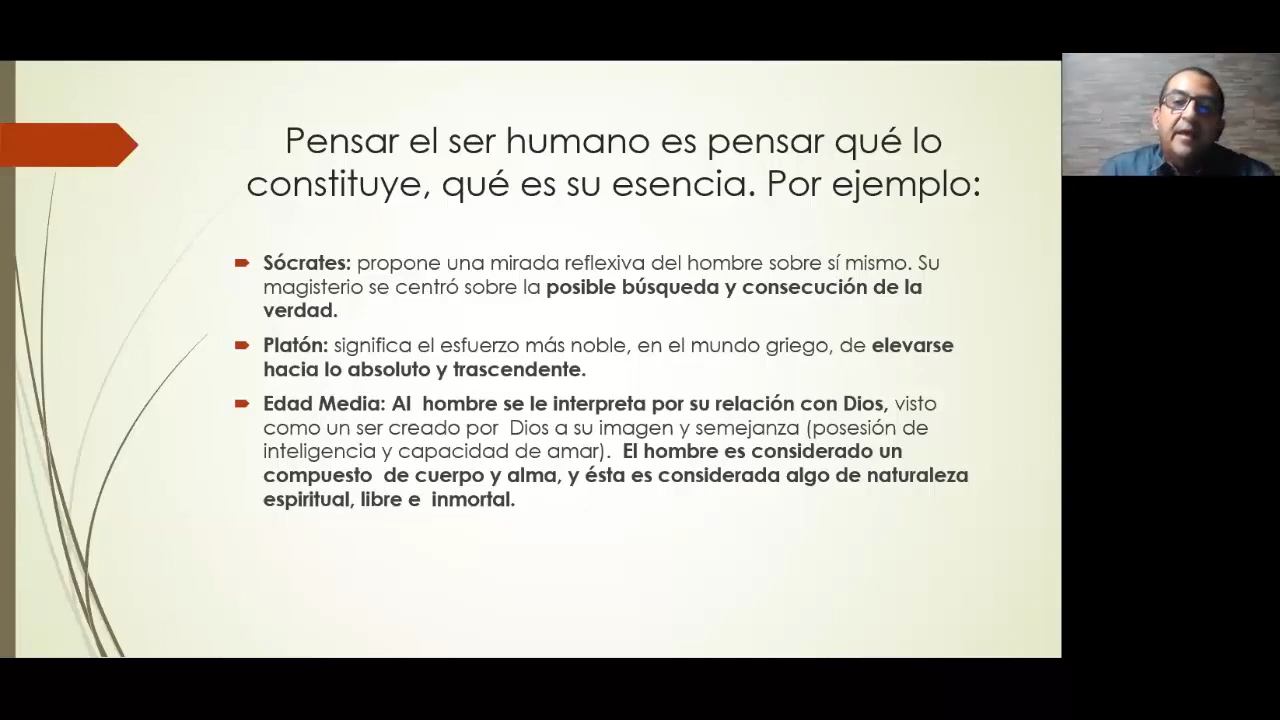 Pensar el ser humano es pensar qué lo
constituye, qué es su esencia. Por ejemplo:
Sócrates: propone una mirada reflexiva del hombre sobre sí mismo. Su
magisterio se centró sobre la posible búsqueda y consecución de la
verdad.
Platón: significa el esfuerzo más noble, en el mundo griego, de elevarse
hacia lo absoluto y trascendente.
Edad Media: Al hombre se le interpreta por su relación con Dios, visto
como un ser creado por Dios a su imagen y semejanza (posesión de
inteligencia y capacidad de amar). El hombre es considerado un
compuesto de cuerpo y alma, y ésta es considerada algo de naturaleza
espiritual, libre e inmortal.